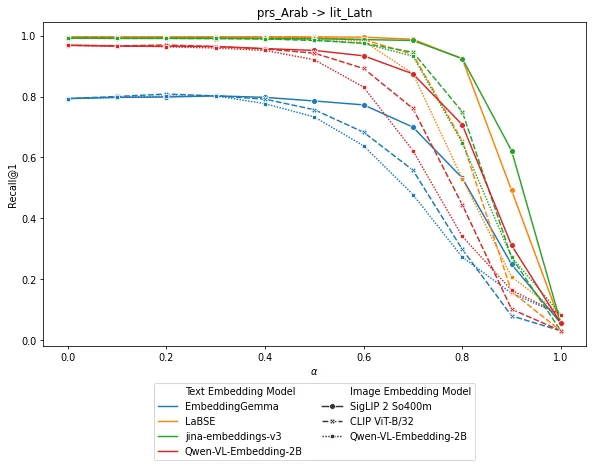 prs_Arab -> lit_Latn
1.0
0.8
0.6
0.4
0.2
0.0
Recall@1
0.0 0.2 0.4 0.6 0.8 1.0
α
Text Embedding Model Image Embedding Model
EmbeddingGemma SigLIP 2 So400m
LaBSE CLIP ViT-B/32
jina-embeddings-v3 Qwen-VL-Embedding-2B
Qwen-VL-Embedding-2B